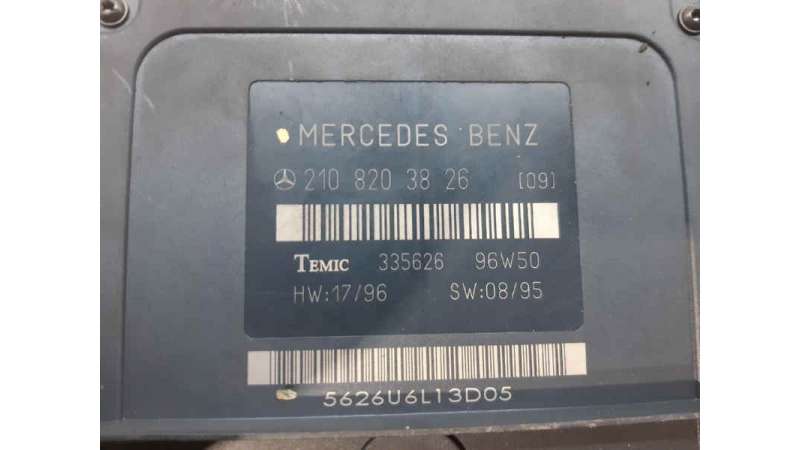 MERCEDES BENZ
210 820 38 26 [09]
TEMIC 335626 96W50
HW:17/96 SW:08/95
5626U6L13D05